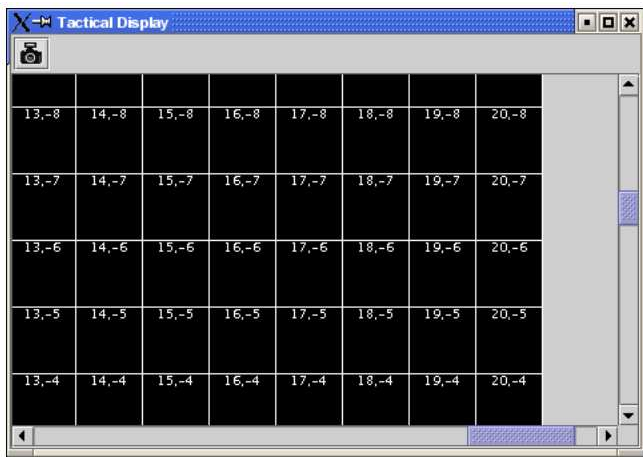 Tactical Display
13,-8 14,-8 15,-8 16,-8 17,-8 18,-8 19,-8 20,-8
13,-7 14,-7 15,-7 16,-7 17,-7 18,-7 19,-7 20,-7
13,-6 14,-6 15,-6 16,-6 17,-6 18,-6 19,-6 20,-6
13,-5 14,-5 15,-5 16,-5 17,-5 18,-5 19,-5 20,-5
13,-4 14,-4 15,-4 16,-4 17,-4 18,-4 19,-4 20,-4